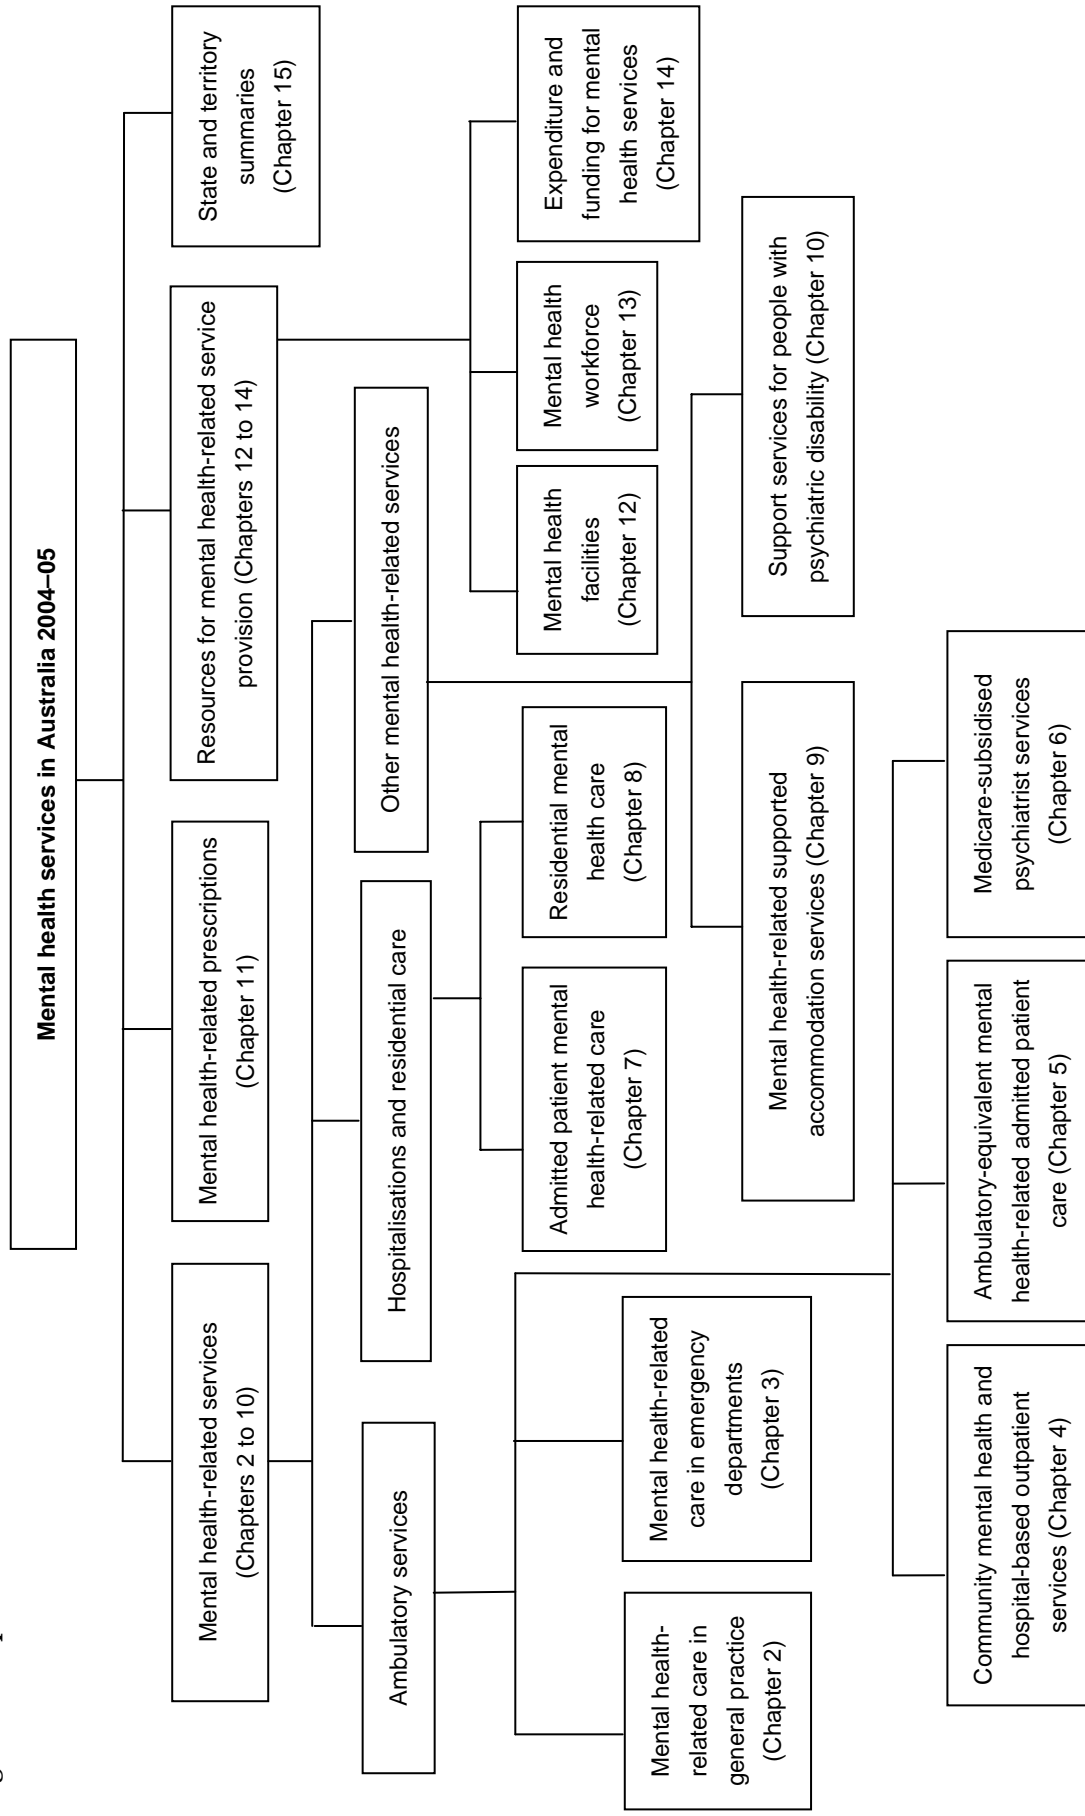 Mental health services in Australia 2004–05
Mental health-related services
(Chapters 2 to 10)
Mental health-related prescriptions
(Chapter 11)
Resources for mental health-related service
provision (Chapters 12 to 14)
State and territory
summaries
(Chapter 15)
Ambulatory services
Hospitalisations and residential care
Other mental health-related services
Mental health-
related care in
general practice
(Chapter 2)
Mental health-related
care in emergency
departments
(Chapter 3)
Admitted patient mental
health-related care
(Chapter 7)
Residential mental
health care
(Chapter 8)
Mental health
facilities
(Chapter 12)
Mental health
workforce
(Chapter 13)
Expenditure and
funding for mental
health services
(Chapter 14)
Mental health-related supported
accommodation services (Chapter 9)
Support services for people with
psychiatric disability (Chapter 10)
Community mental health and
hospital-based outpatient
services (Chapter 4)
Ambulatory-equivalent mental
health-related admitted patient
care (Chapter 5)
Medicare-subsidised
psychiatrist services
(Chapter 6)